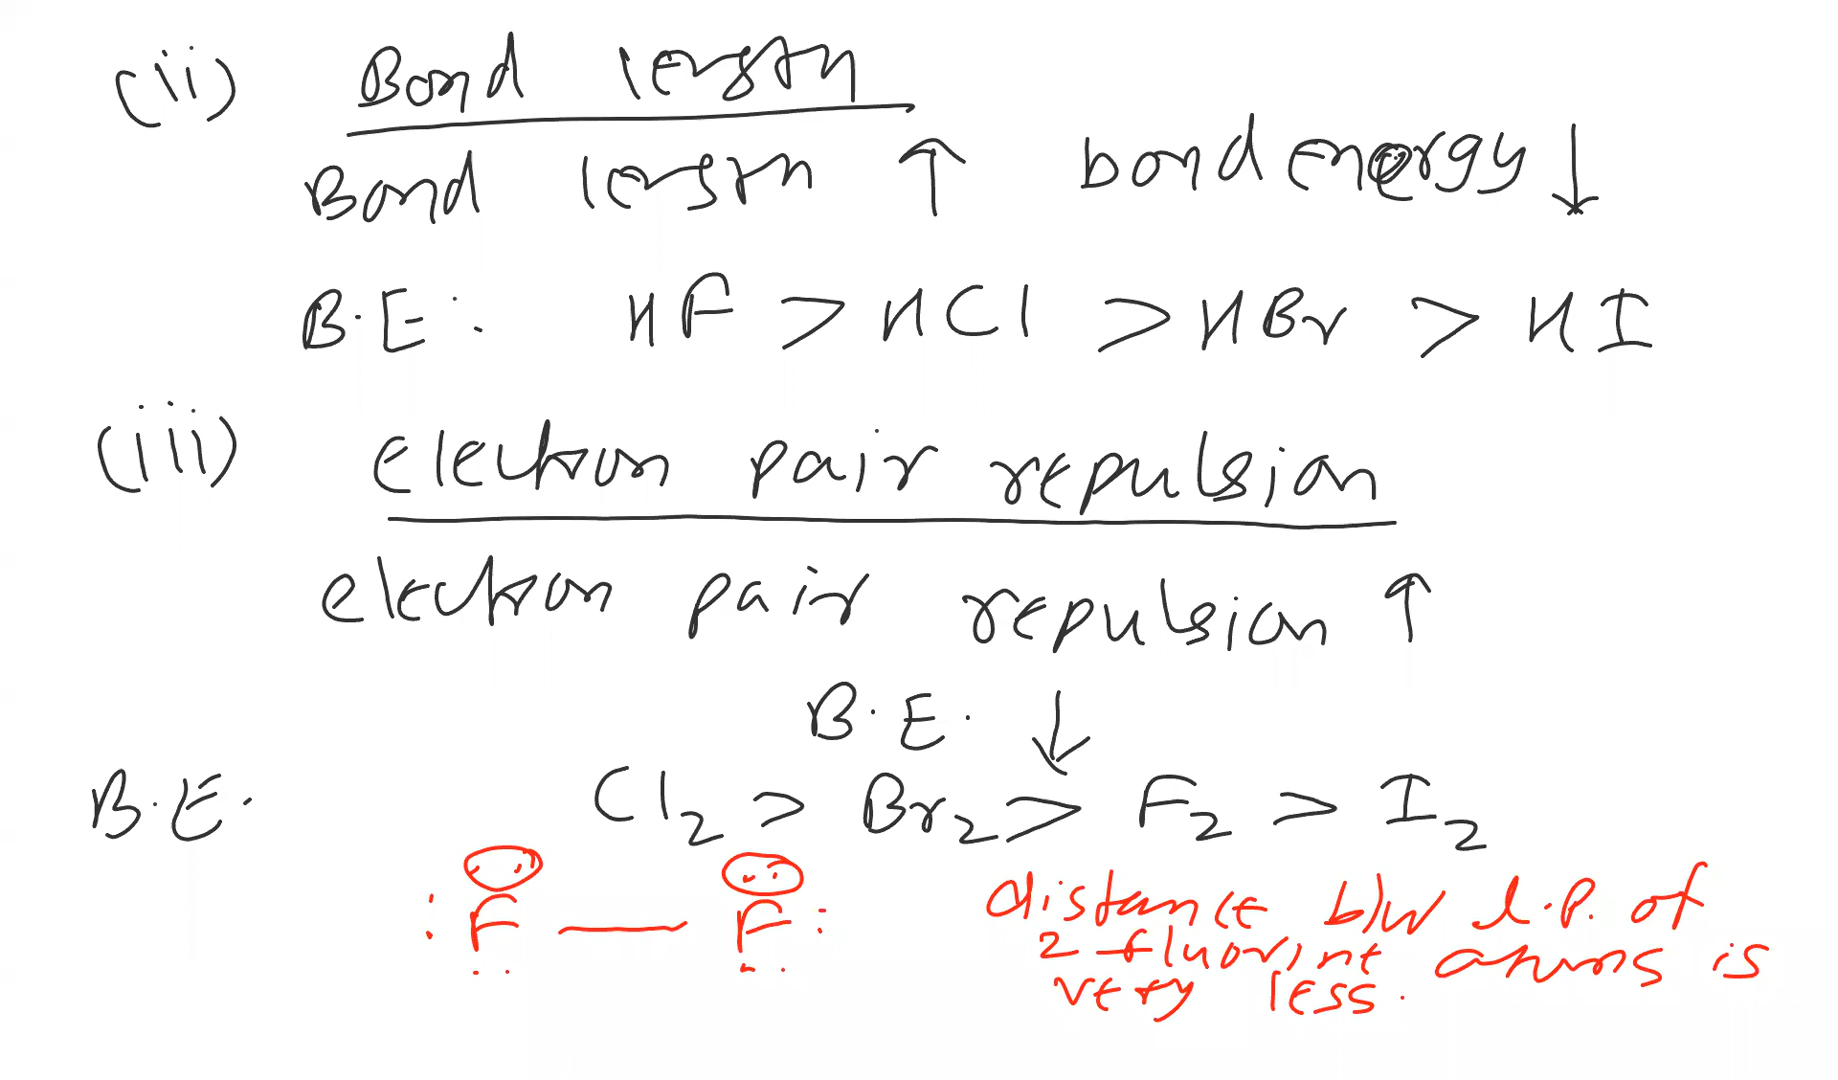 (ii) Bond length
Bond length ↑ bond energy ↓
B.E: HF > HCl > HBr > HI
(iii) electron pair repulsion
electron pair repulsion ↑
B.E. ↓
B.E. Cl₂ > Br₂ > F₂ > I₂
:F — F:
distance b/w l.p. of
2 fluorine atoms is
very less.